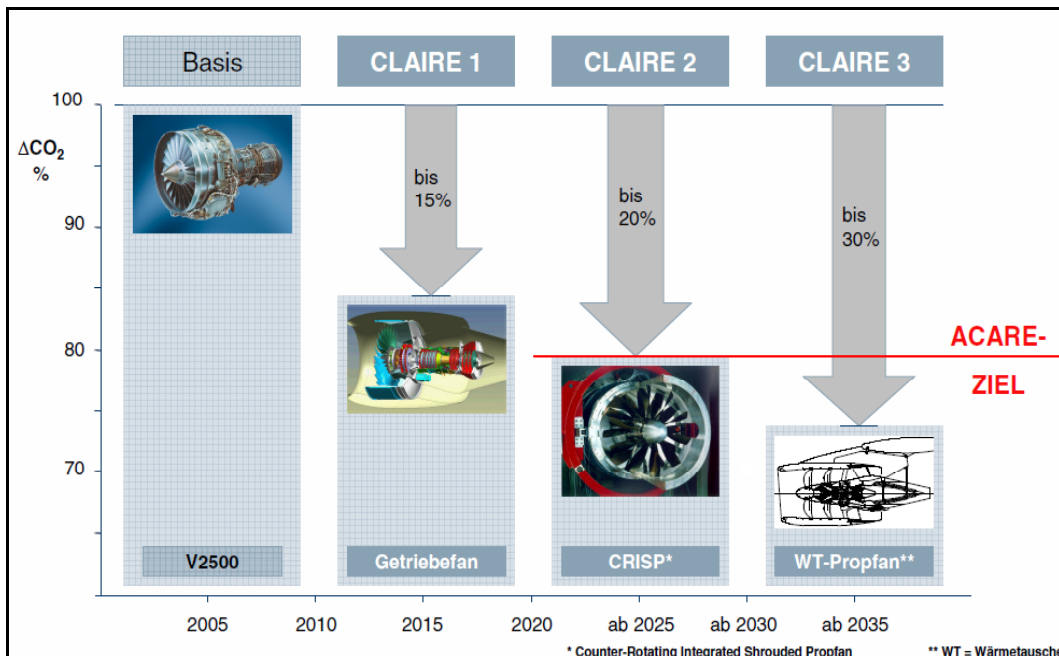 Basis
CLAIRE 1
CLAIRE 2
CLAIRE 3
100
ΔCO₂
%
90
80
70
bis
15%
bis
20%
bis
30%
ACARE-
ZIEL
V2500
Getriebefan
CRISP*
WT-Propfan**
2005
2010
2015
2020
ab 2025
ab 2030
ab 2035
* Counter-Rotating Integrated Shrouded Propfan
** WT = Wärmetausche